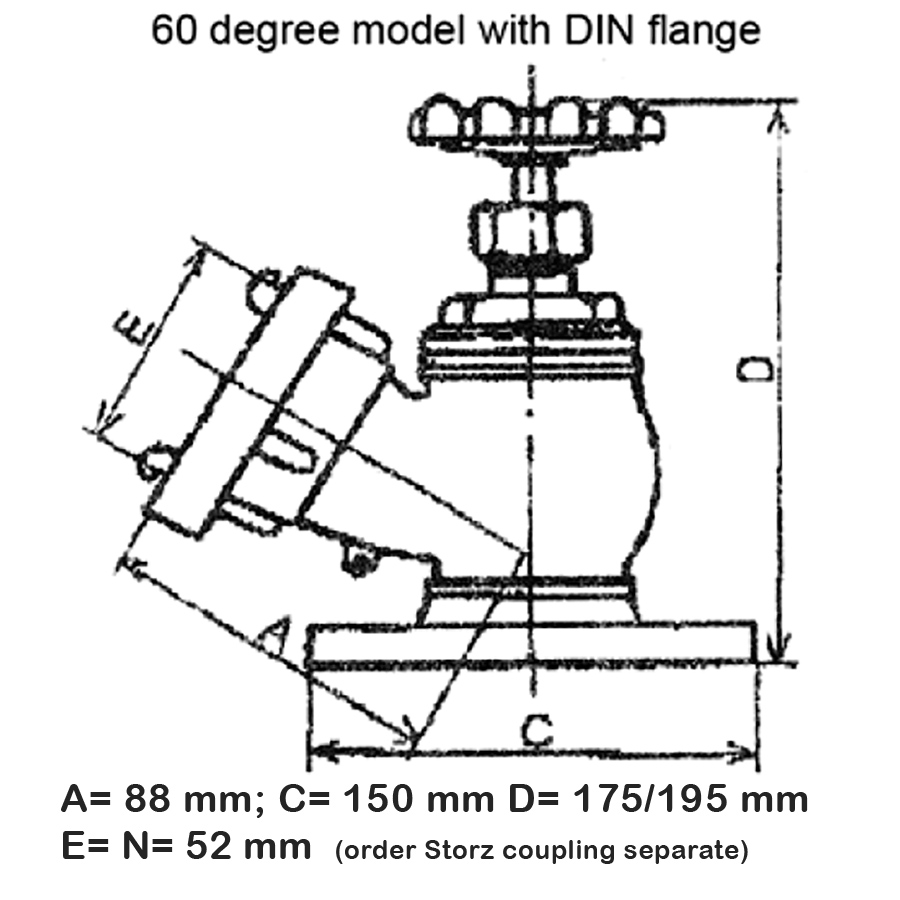 60 degree model with DIN flange
E
D
A
C
A= 88 mm; C= 150 mm D= 175/195 mm
E= N= 52 mm (order Storz coupling separate)